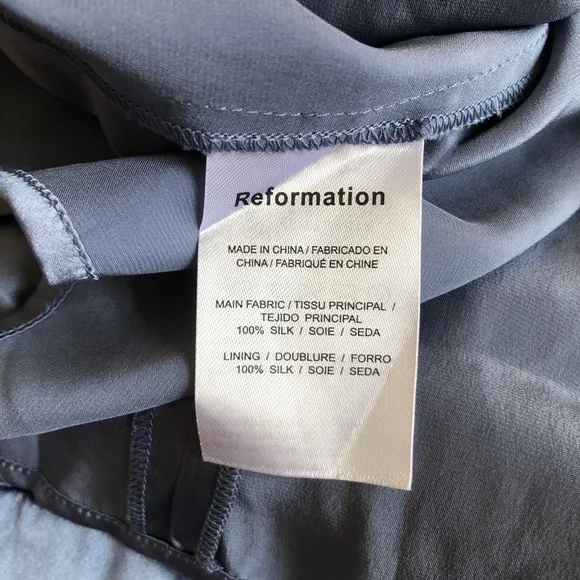 Reformation
MADE IN CHINA / FABRICADO EN
CHINA / FABRIQUÉ EN CHINE
MAIN FABRIC / TISSU PRINCIPAL /
TEJIDO PRINCIPAL
100% SILK / SOIE / SEDA
LINING / DOUBLURE / FORRO
100% SILK / SOIE / SEDA